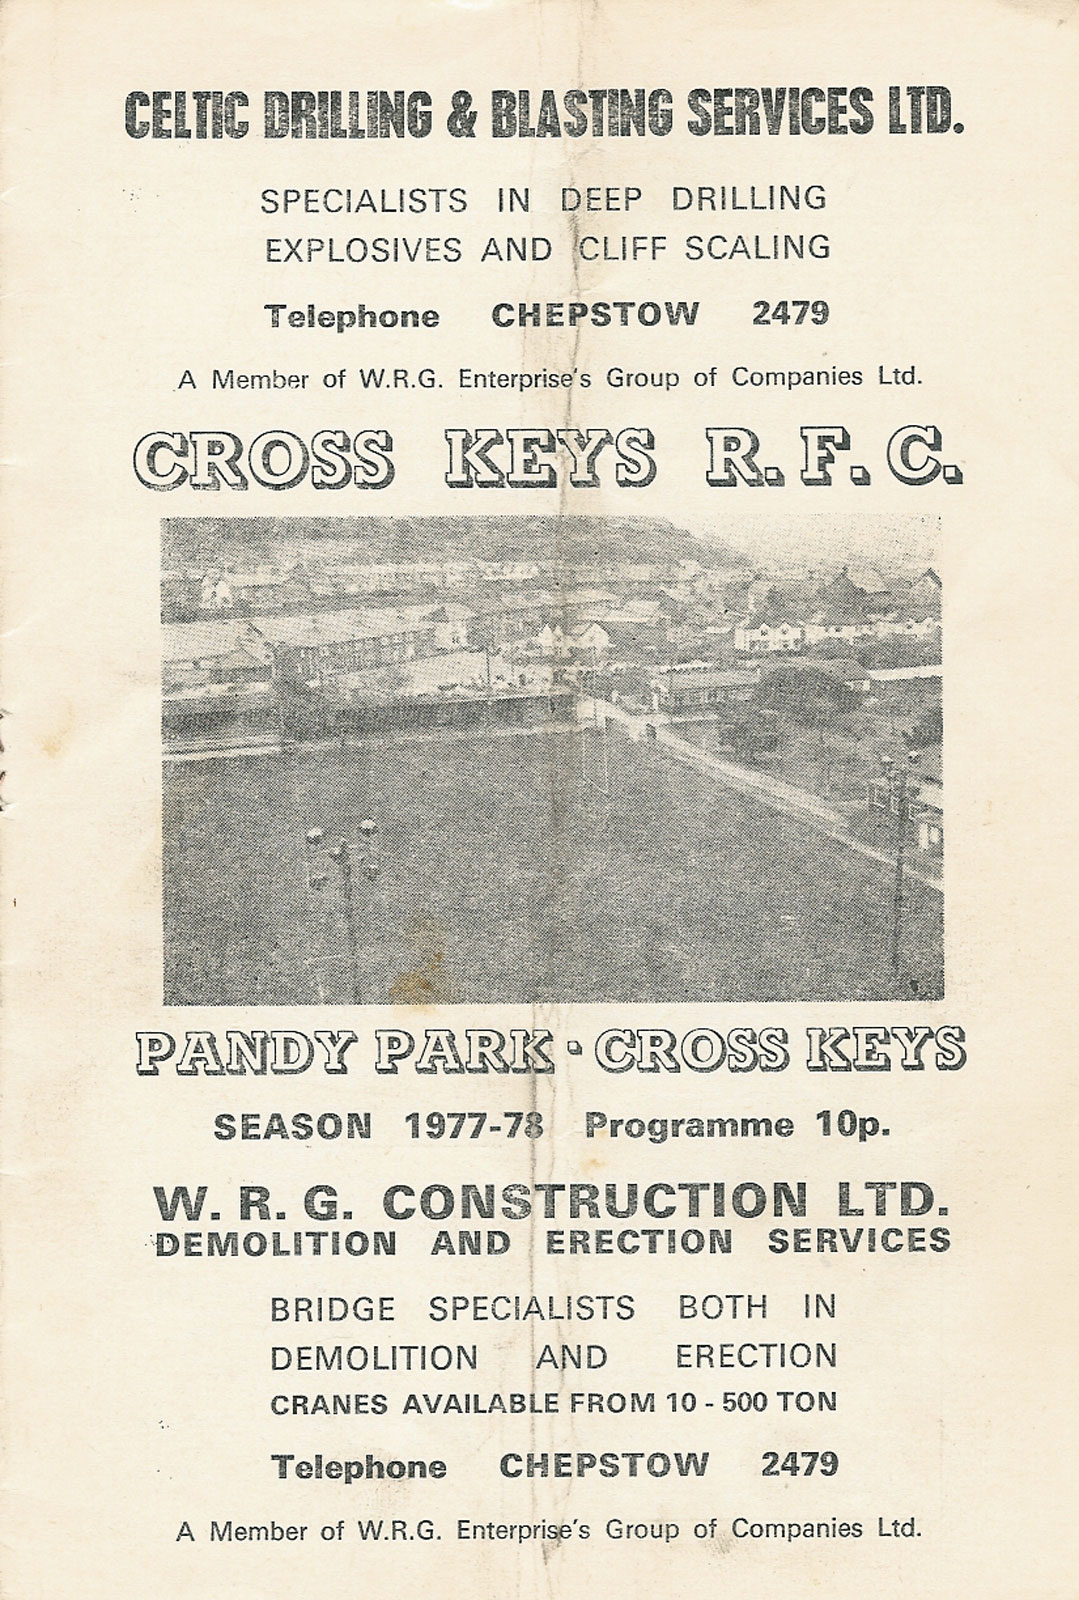 CELTIC DRILLING & BLASTING SERVICES LTD.
SPECIALISTS IN DEEP DRILLING
EXPLOSIVES AND CLIFF SCALING
Telephone CHEPSTOW 2479
A Member of W.R.G. Enterprise's Group of Companies Ltd.
CROSS KEYS R.F.C.
PANDY PARK · CROSS KEYS
SEASON 1977-78 Programme 10p.
W. R. G. CONSTRUCTION LTD.
DEMOLITION AND ERECTION SERVICES
BRIDGE SPECIALISTS BOTH IN
DEMOLITION AND ERECTION
CRANES AVAILABLE FROM 10 - 500 TON
Telephone CHEPSTOW 2479
A Member of W.R.G. Enterprise's Group of Companies Ltd.